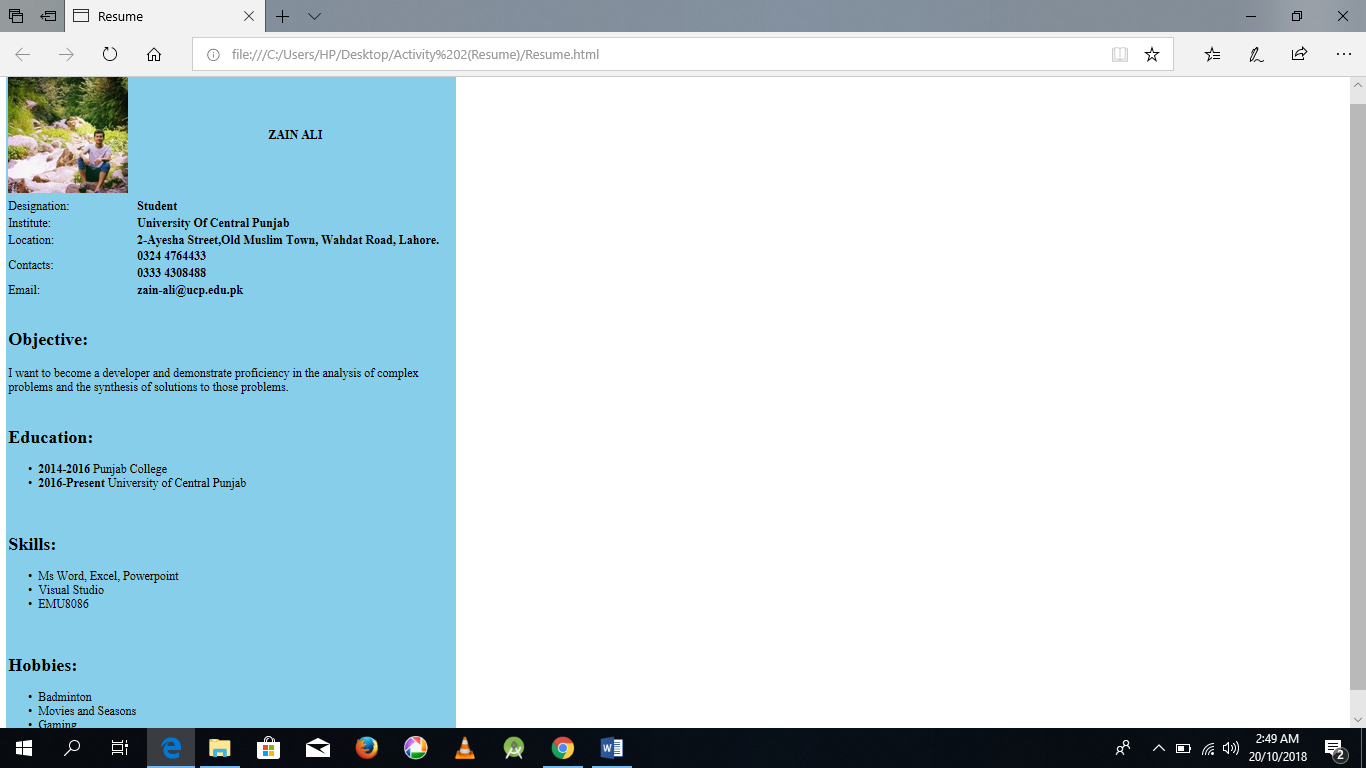 Resume
file:///C:/Users/HP/Desktop/Activity%202(Resume)/Resume.html
ZAIN ALI
Designation: Student
Institute: University Of Central Punjab
Location: 2-Ayesha Street,Old Muslim Town, Wahdat Road, Lahore.
Contacts: 0324 4764433
0333 4308488
Email: zain-ali@ucp.edu.pk
Objective:
I want to become a developer and demonstrate proficiency in the analysis of complex
problems and the synthesis of solutions to those problems.
Education:
• 2014-2016 Punjab College
• 2016-Present University of Central Punjab
Skills:
• Ms Word, Excel, Powerpoint
• Visual Studio
• EMU8086
Hobbies:
• Badminton
• Movies and Seasons
• Gaming
2:49 AM
20/10/2018
2